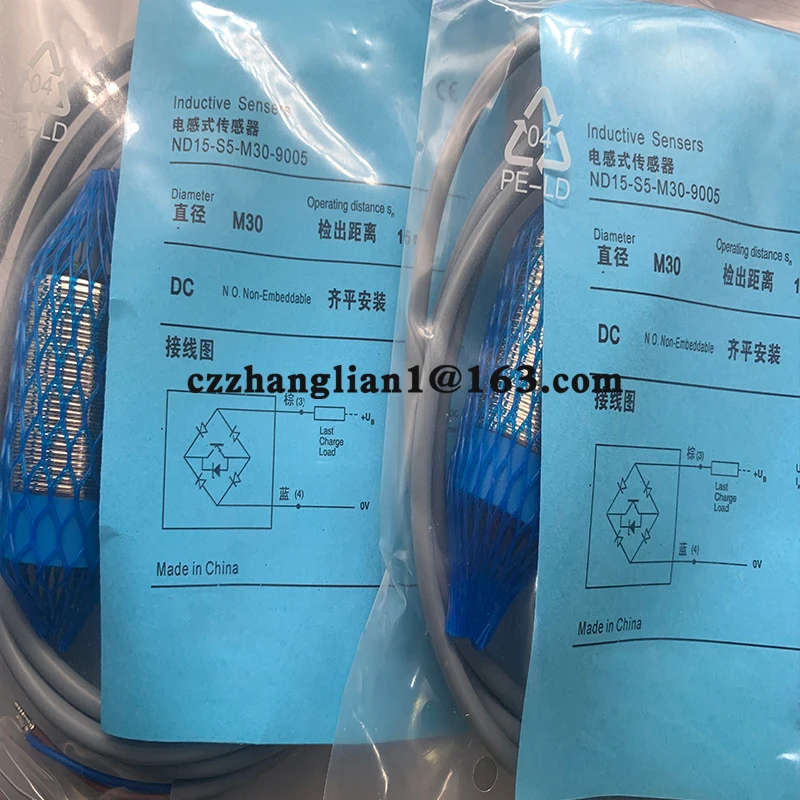 04
PE-LD
Inductive Sensers
电感式传感器
ND15-S5-M30-9005
Diameter
直径 M30
Operating distance sn
检出距离
DC N O. Non-Embeddable 齐平安装
接线图
棕(3)
+UB
Last
Charge
Load
蓝 (4)
0V
Made in China
CE
04
PE-LD
Inductive Sensers
电感式传感器
ND15-S5-M30-9005
Diameter
直径 M30
Operating distance sn
检出距离
DC N O. Non-Embeddable 齐平安装
接线图
棕(3)
+UB
Last
Charge
Load
蓝 (4)
0V
Made in China
czzhanglian1@163.com